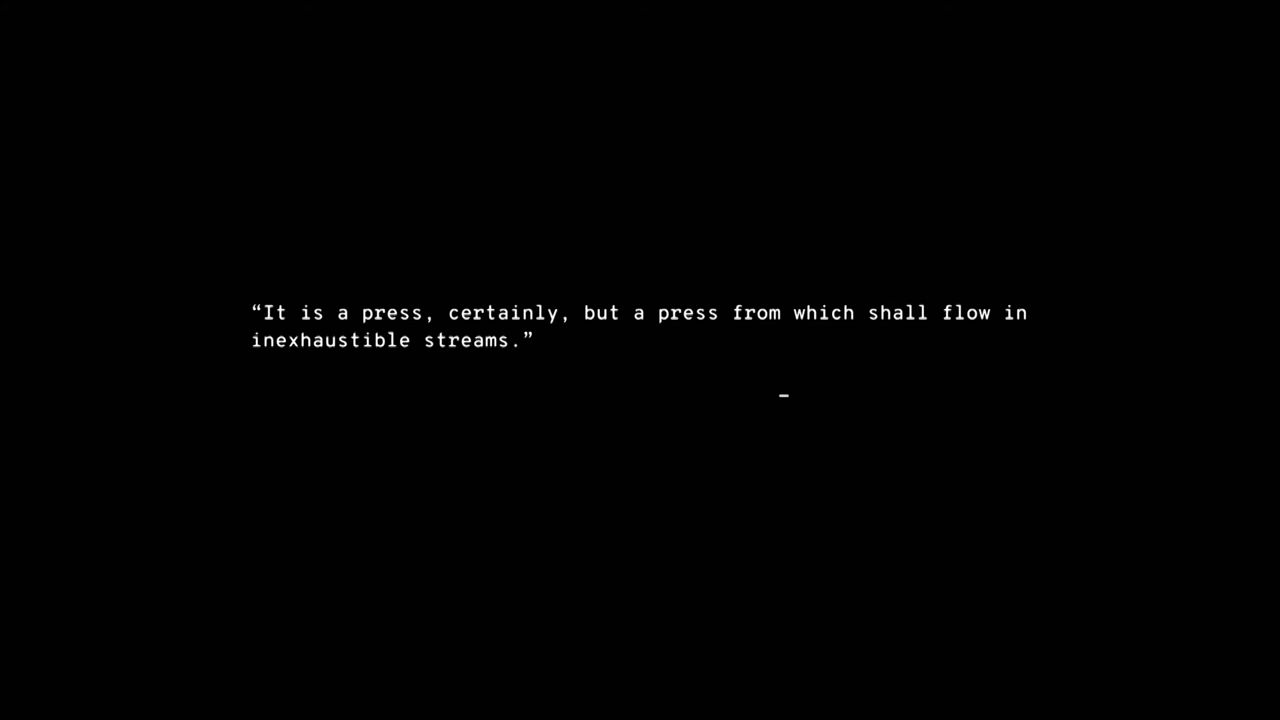 “It is a press, certainly, but a press from which shall flow in
inexhaustible streams.”
–